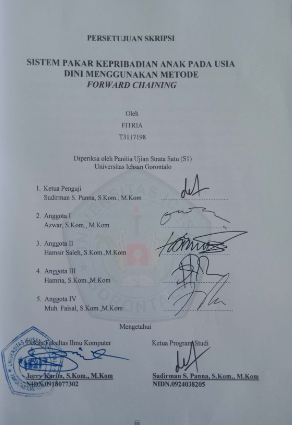 PERSETUJUAN SKRIPSI
SISTEM PAKAR KEPRIBADIAN ANAK PADA USIA
DINI MENGGUNAKAN METODE
FORWARD CHAINING
Oleh
FITRIA
T3117198
Diperiksa oleh Panitia Ujian Strata Satu (S1)
Universitas Ichsan Gorontalo
1. Ketua Penguji
Sudirman S. Panna, S.Kom., M.Kom
2. Anggota I
Azwar, S.Kom., M.Kom
3. Anggota II
Hamsir Saleh, S.Kom.,M.Kom
4. Anggota III
Hamria, S.Kom.,M.Kom
5. Anggota IV
Muh. Faisal, S.Kom.,M.Kom
Mengetahui
Fakultas Ilmu Komputer
Ketua Program Studi
Jorry Karim, S.Kom., M.Kom
NIDN.0918077302
Sudirman S. Panna, S.Kom., M.Kom
NIDN.0924038205